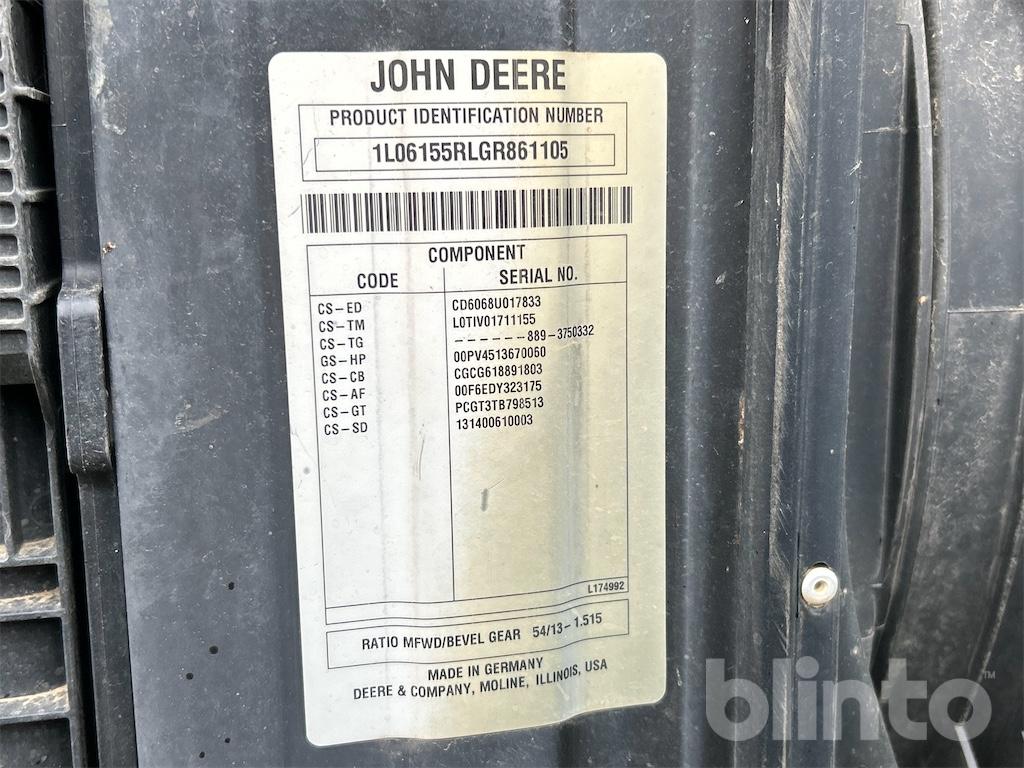 JOHN DEERE
PRODUCT IDENTIFICATION NUMBER
1L06155RLGR861105
COMPONENT
CODE SERIAL NO.
CS-ED CD6068U017833
CS-TM L0TIV01711155
CS-TG ------889-3750332
GS-HP 00PV4513670060
CS-CB CGCG618891803
CS-AF 00F6EDY323175
CS-GT PCGT3TB798513
CS-SD 131400610003
L174992
RATIO MFWD/BEVEL GEAR 54/13-1.515
MADE IN GERMANY
DEERE & COMPANY, MOLINE, ILLINOIS, USA
blinto™